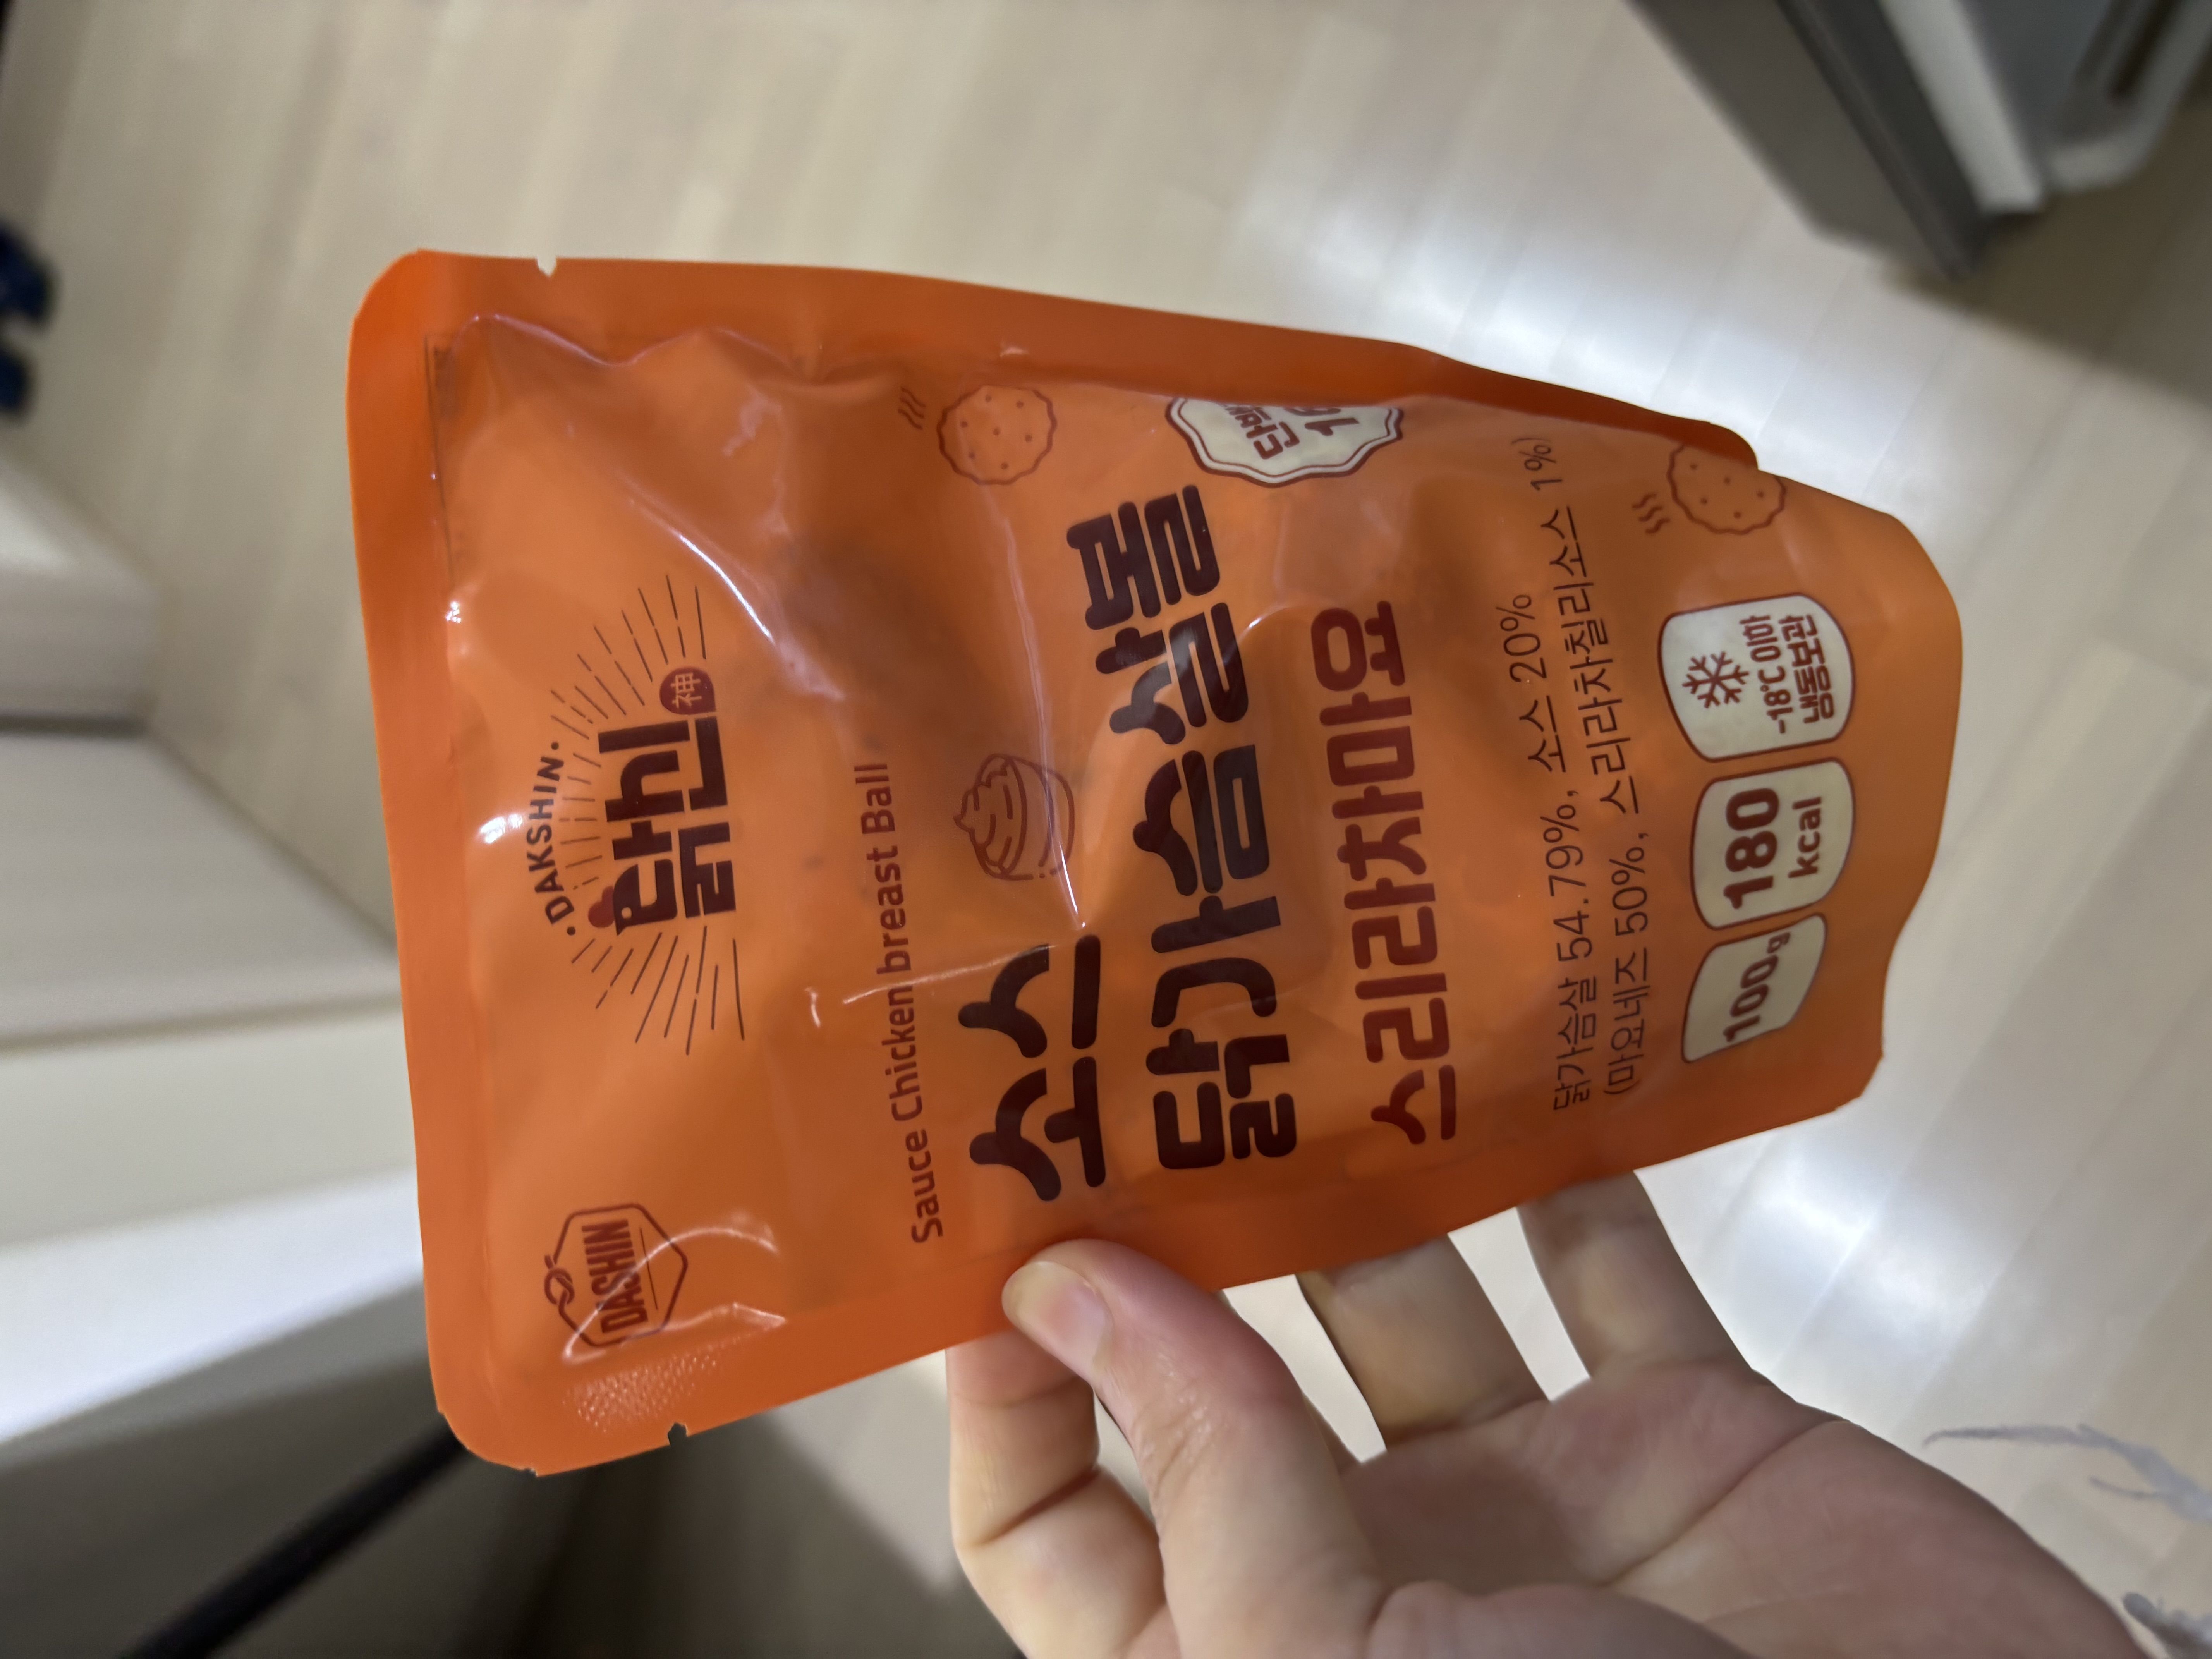 DASHIN
·DAKSHIN·
닭신
神
Sauce Chicken breast Ball
소스
닭가슴살볼
스리라차마요
닭가슴살 54.79%, 소스 20%
(마요네즈 50%, 스리라차칠리소스 1%)
100g
180
kcal
-18℃ 이하
냉동보관